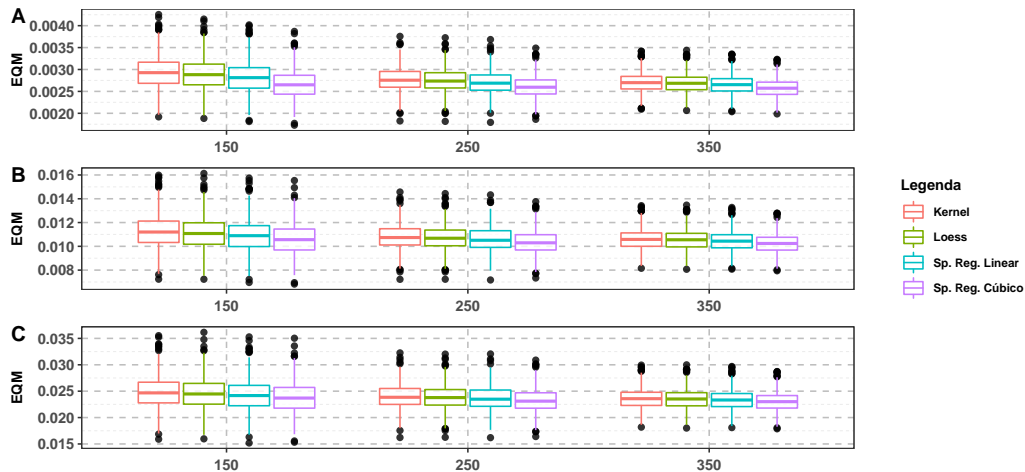 A
EQM
0.0040
0.0035
0.0030
0.0025
0.0020
150 250 350
B
EQM
0.016
0.014
0.012
0.010
0.008
150 250 350
C
EQM
0.035
0.030
0.025
0.020
0.015
150 250 350
Legenda
Kernel
Loess
Sp. Reg. Linear
Sp. Reg. Cúbico